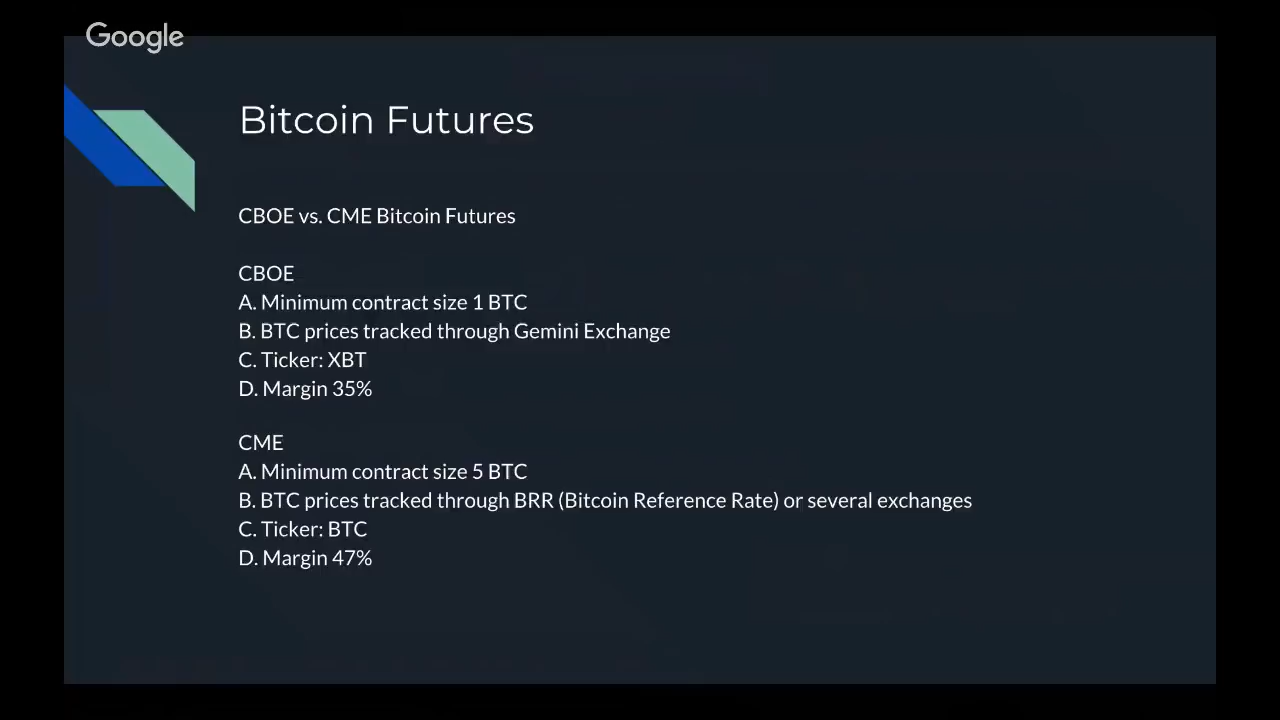 Google
Bitcoin Futures
CBOE vs. CME Bitcoin Futures
CBOE
A. Minimum contract size 1 BTC
B. BTC prices tracked through Gemini Exchange
C. Ticker: XBT
D. Margin 35%
CME
A. Minimum contract size 5 BTC
B. BTC prices tracked through BRR (Bitcoin Reference Rate) or several exchanges
C. Ticker: BTC
D. Margin 47%